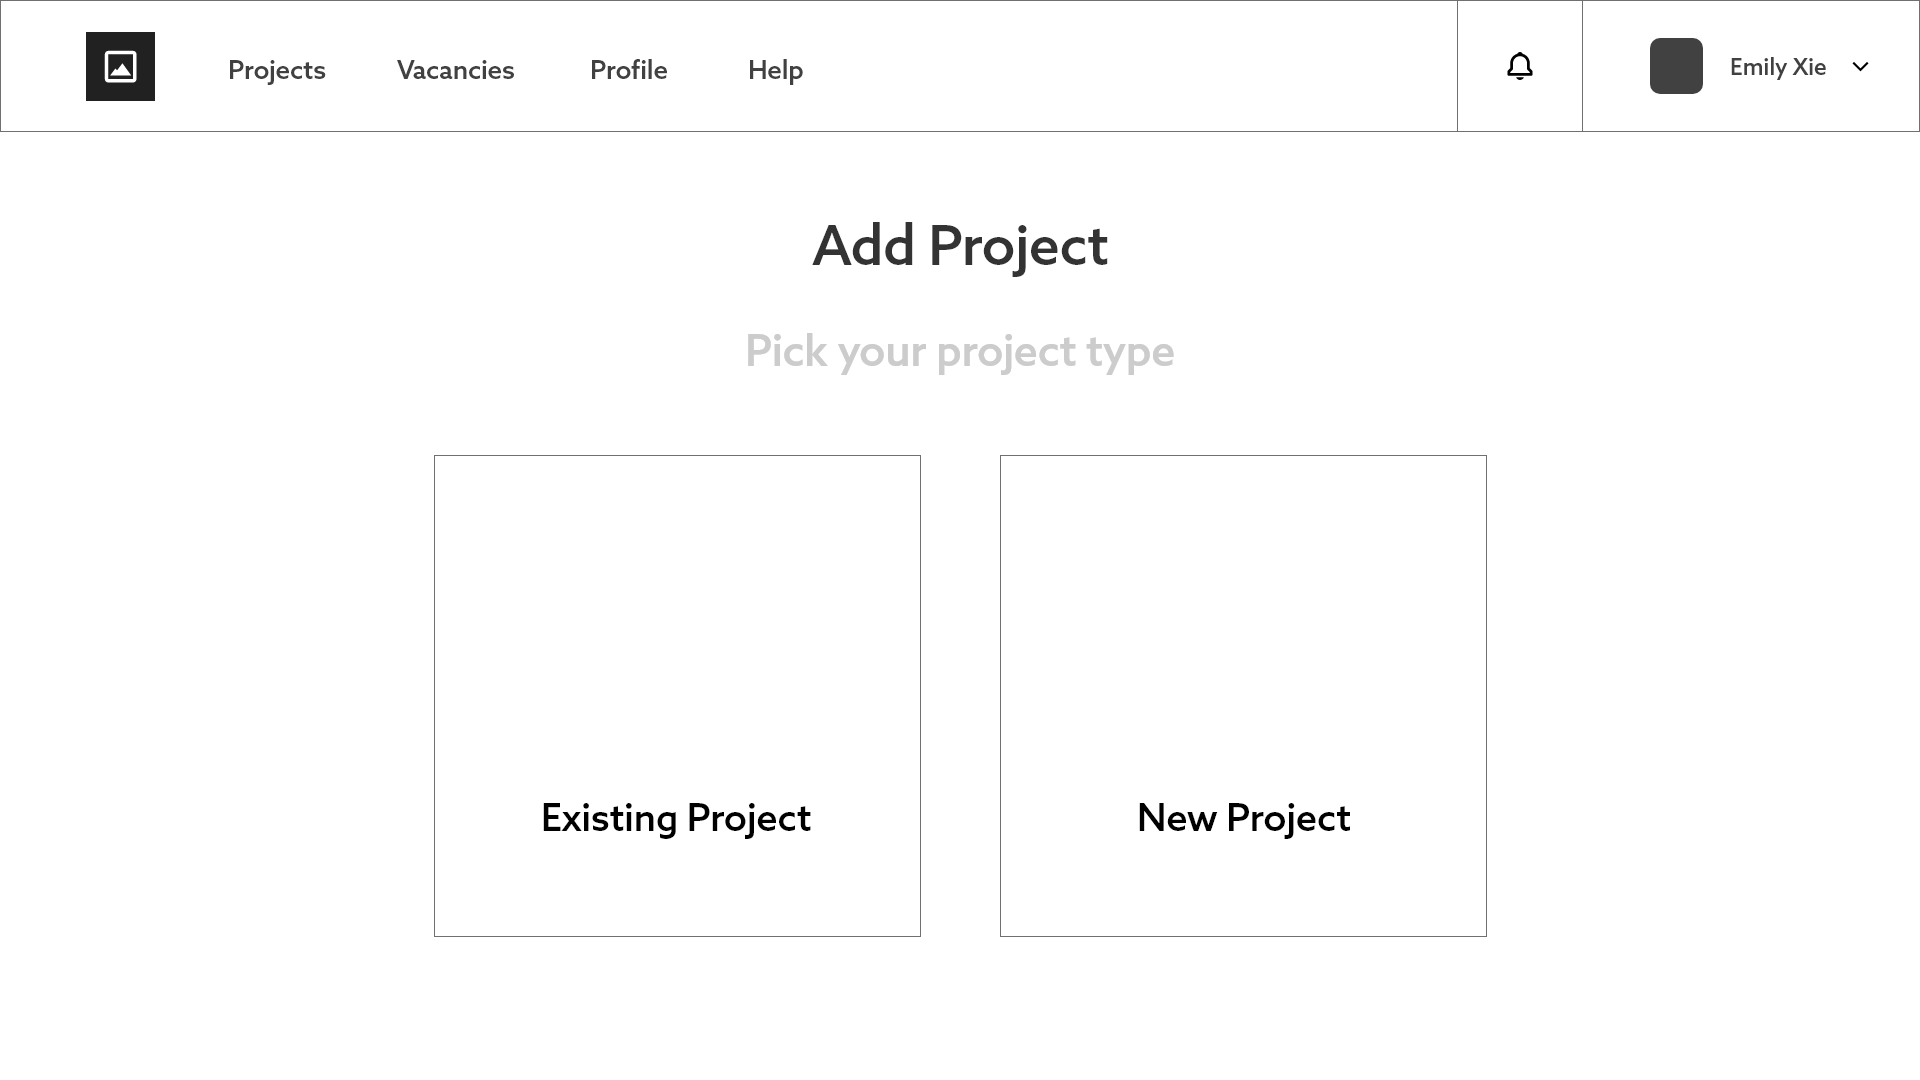 Projects Vacancies Profile Help Emily Xie
Add Project
Pick your project type
Existing Project
New Project